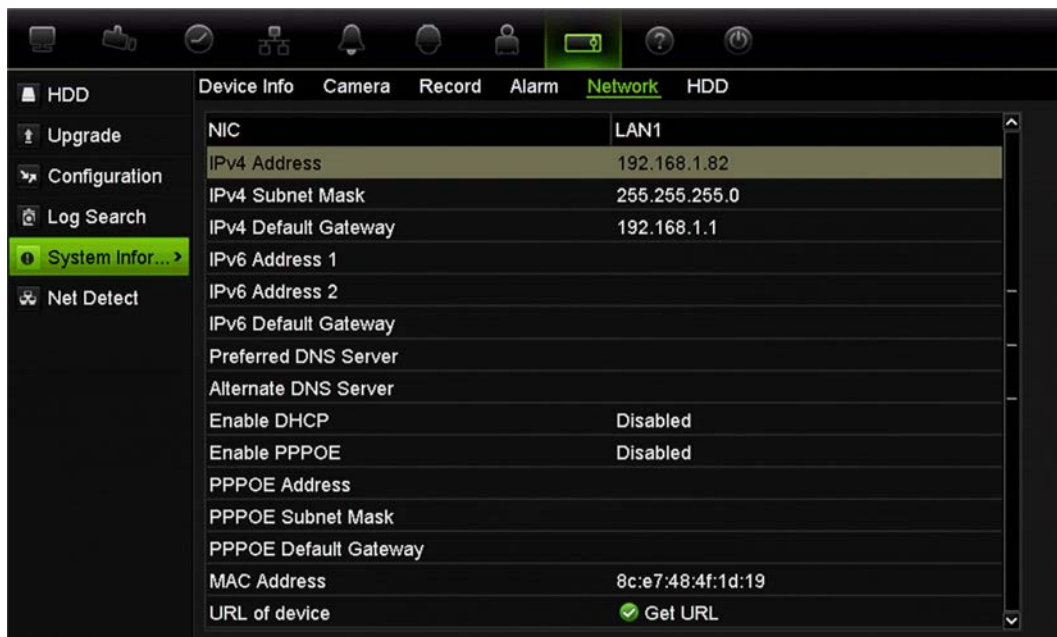 Device Info Camera Record Alarm Network HDD
HDD
Upgrade
Configuration
Log Search
System Infor...
Net Detect
NIC LAN1
IPv4 Address 192.168.1.82
IPv4 Subnet Mask 255.255.255.0
IPv4 Default Gateway 192.168.1.1
IPv6 Address 1
IPv6 Address 2
IPv6 Default Gateway
Preferred DNS Server
Alternate DNS Server
Enable DHCP Disabled
Enable PPPOE Disabled
PPPOE Address
PPPOE Subnet Mask
PPPOE Default Gateway
MAC Address 8c:e7:48:4f:1d:19
URL of device Get URL